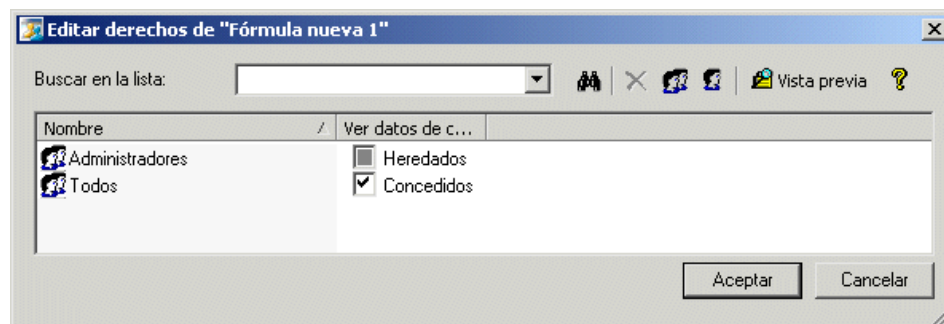 Editar derechos de "Fórmula nueva 1"
Buscar en la lista:
Vista previa
Nombre Ver datos de c...
Administradores Heredados
Todos Concedidos
Aceptar Cancelar